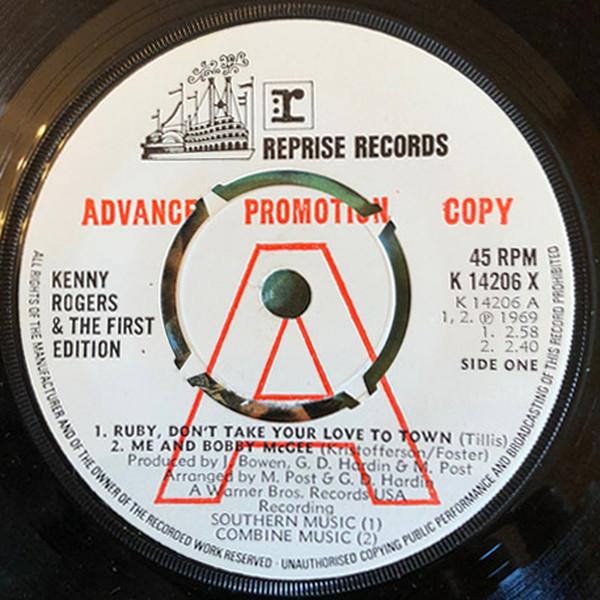 r
REPRISE RECORDS
ADVANCE PROMOTION COPY
45 RPM
K 14206 X
K 14206 A
1, 2. ℗ 1969
1. 2.58
2. 2.40
SIDE ONE
KENNY
ROGERS
& THE FIRST
EDITION
A
1. RUBY, DON'T TAKE YOUR LOVE TO TOWN (Tillis)
2. ME AND BOBBY McGEE (Kristofferson/Foster)
Produced by J. Bowen, G. D. Hardin & M. Post
Arranged by M. Post & G. D. Hardin
A Warner Bros. Records USA
Recording
SOUTHERN MUSIC (1)
COMBINE MUSIC (2)
ALL RIGHTS OF THE MANUFACTURER AND OF THE OWNER OF THE RECORDED WORK RESERVED · UNAUTHORISED COPYING PUBLIC PERFORMANCE AND BROADCASTING OF THIS RECORD PROHIBITED